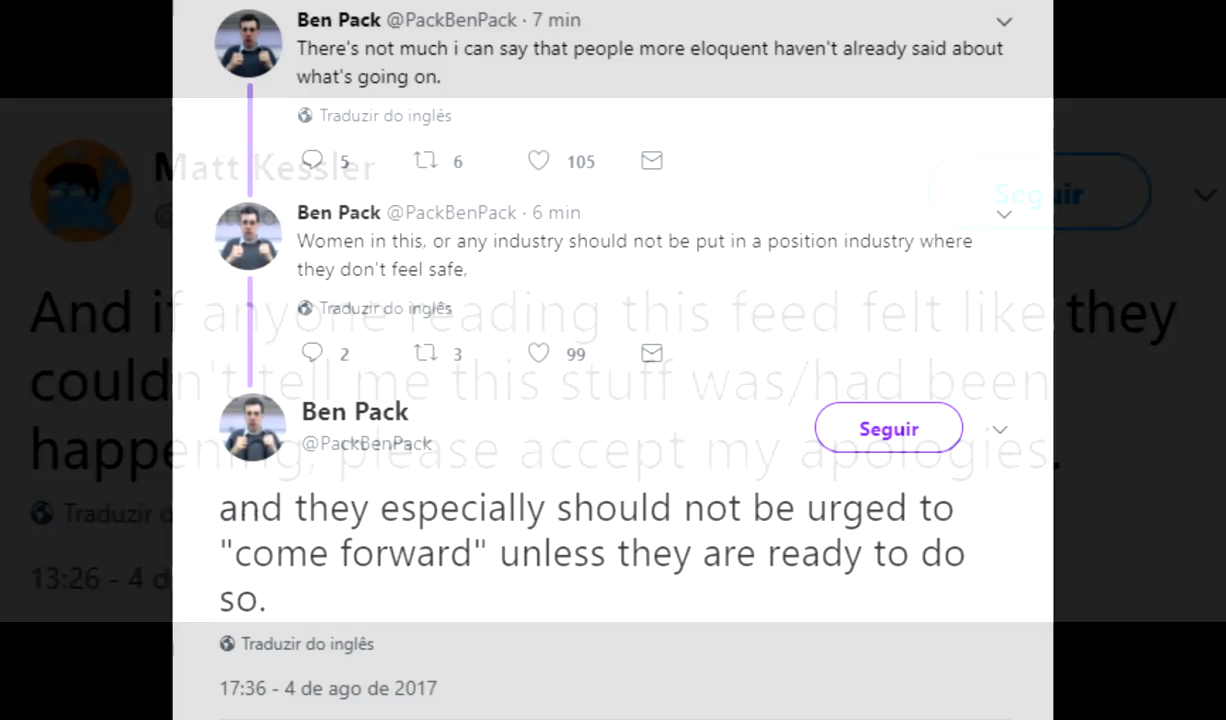 Ben Pack @PackBenPack · 7 min
There's not much i can say that people more eloquent haven't already said about
what's going on.
Traduzir do inglês
5 6 105
Ben Pack @PackBenPack · 6 min
Women in this, or any industry should not be put in a position industry where
they don't feel safe,
Traduzir do inglês
2 3 99
Ben Pack
@PackBenPack
Seguir
and they especially should not be urged to
"come forward" unless they are ready to do
so.
Traduzir do inglês
17:36 - 4 de ago de 2017
Matt Kessler
Seguir
And if anyone reading this feed felt like they
couldn't tell me this stuff was/had been
happening, please accept my apologies.
Traduzir d
13:26 - 4 d